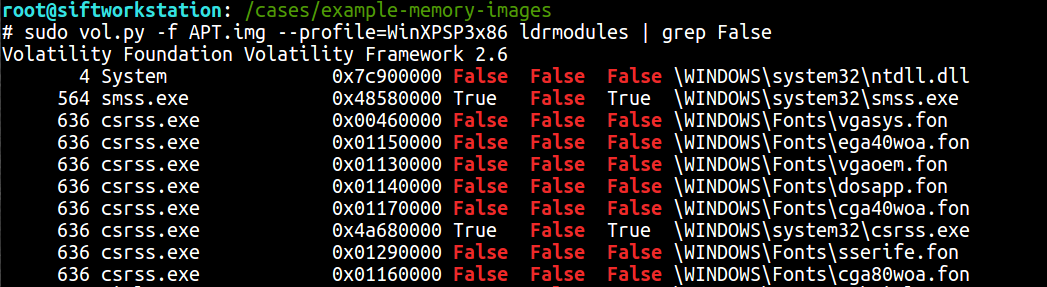 root@siftworkstation: /cases/example-memory-images
# sudo vol.py -f APT.img --profile=WinXPSP3x86 ldrmodules | grep False
Volatility Foundation Volatility Framework 2.6
4 System 0x7c900000 False False False \WINDOWS\system32\ntdll.dll
564 smss.exe 0x48580000 True False True \WINDOWS\system32\smss.exe
636 csrss.exe 0x00460000 False False False \WINDOWS\Fonts\vgasys.fon
636 csrss.exe 0x01150000 False False False \WINDOWS\Fonts\ega40woa.fon
636 csrss.exe 0x01130000 False False False \WINDOWS\Fonts\vgaoem.fon
636 csrss.exe 0x01140000 False False False \WINDOWS\Fonts\dosapp.fon
636 csrss.exe 0x01170000 False False False \WINDOWS\Fonts\cga40woa.fon
636 csrss.exe 0x4a680000 True False True \WINDOWS\system32\csrss.exe
636 csrss.exe 0x01290000 False False False \WINDOWS\Fonts\sserife.fon
636 csrss.exe 0x01160000 False False False \WINDOWS\Fonts\cga80woa.fon